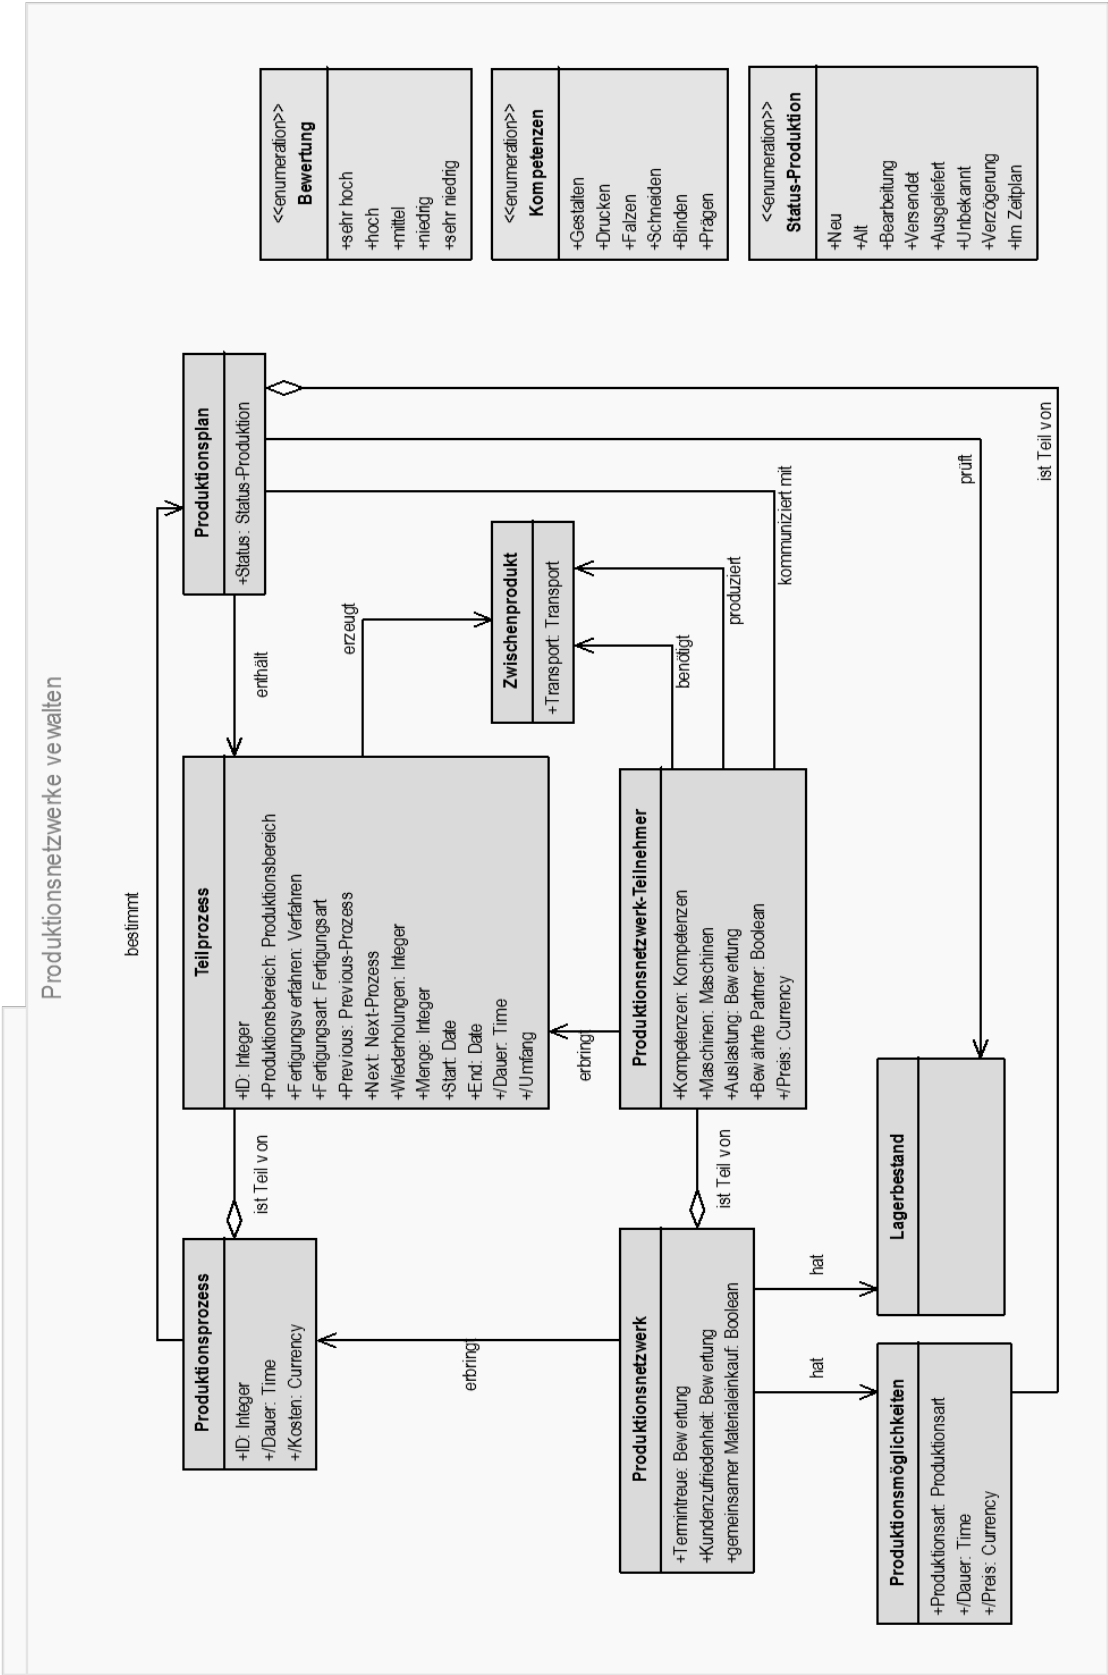 Produktionsnetzwerke vewalten
bestimmt
Produktionsprozess
+ID: Integer
+/Dauer: Time
+/Kosten: Currency
ist Teil von
Teilprozess
+ID: Integer
+Produktionsbereich: Produktionsbereich
+Fertigungsverfahren: Verfahren
+Fertigungsart: Fertigungsart
+Previous: Previous-Prozess
+Next: Next-Prozess
+Wiederholungen: Integer
+Menge: Integer
+Start: Date
+End: Date
+/Dauer: Time
+/Umfang
enthält
Produktionsplan
+Status: Status-Produktion
erzeugt
erbringt
erbringt
Zwischenprodukt
+Transport: Transport
Produktionsnetzwerk
+Termintreue: Bewertung
+Kundenzufriedenheit: Bewertung
+gemeinsamer Materialeinkauf: Boolean
ist Teil von
Produktionsnetzwerk-Teilnehmer
+Kompetenzen: Kompetenzen
+Maschinen: Maschinen
+Auslastung: Bewertung
+Bewährte Partner: Boolean
+/Preis: Currency
benötigt
produziert
kommuniziert mit
hat
hat
prüft
ist Teil von
Produktionsmöglichkeiten
+Produktionsart: Produktionsart
+/Dauer: Time
+/Preis: Currency
Lagerbestand
<<enumeration>>
Bewertung
+sehr hoch
+hoch
+mittel
+niedrig
+sehr niedrig
<<enumeration>>
Kompetenzen
+Gestalten
+Drucken
+Falzen
+Schneiden
+Binden
+Prägen
<<enumeration>>
Status-Produktion
+Neu
+Alt
+Bearbeitung
+Versendet
+Ausgeliefert
+Unbekannt
+Verzögerung
+Im Zeitplan